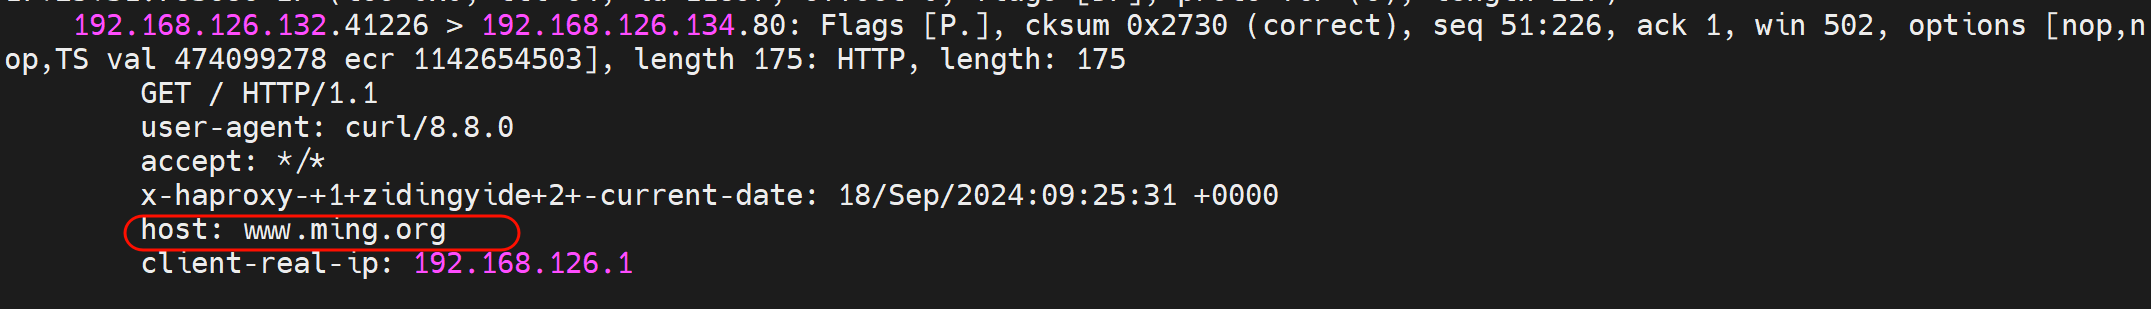 192.168.126.132.41226 > 192.168.126.134.80: Flags [P.], cksum 0x2730 (correct), seq 51:226, ack 1, win 502, options [nop,n
op,TS val 474099278 ecr 1142654503], length 175: HTTP, length: 175
GET / HTTP/1.1
user-agent: curl/8.8.0
accept: */*
x-haproxy-+1+zidingyide+2+-current-date: 18/Sep/2024:09:25:31 +0000
host: www.ming.org
client-real-ip: 192.168.126.1